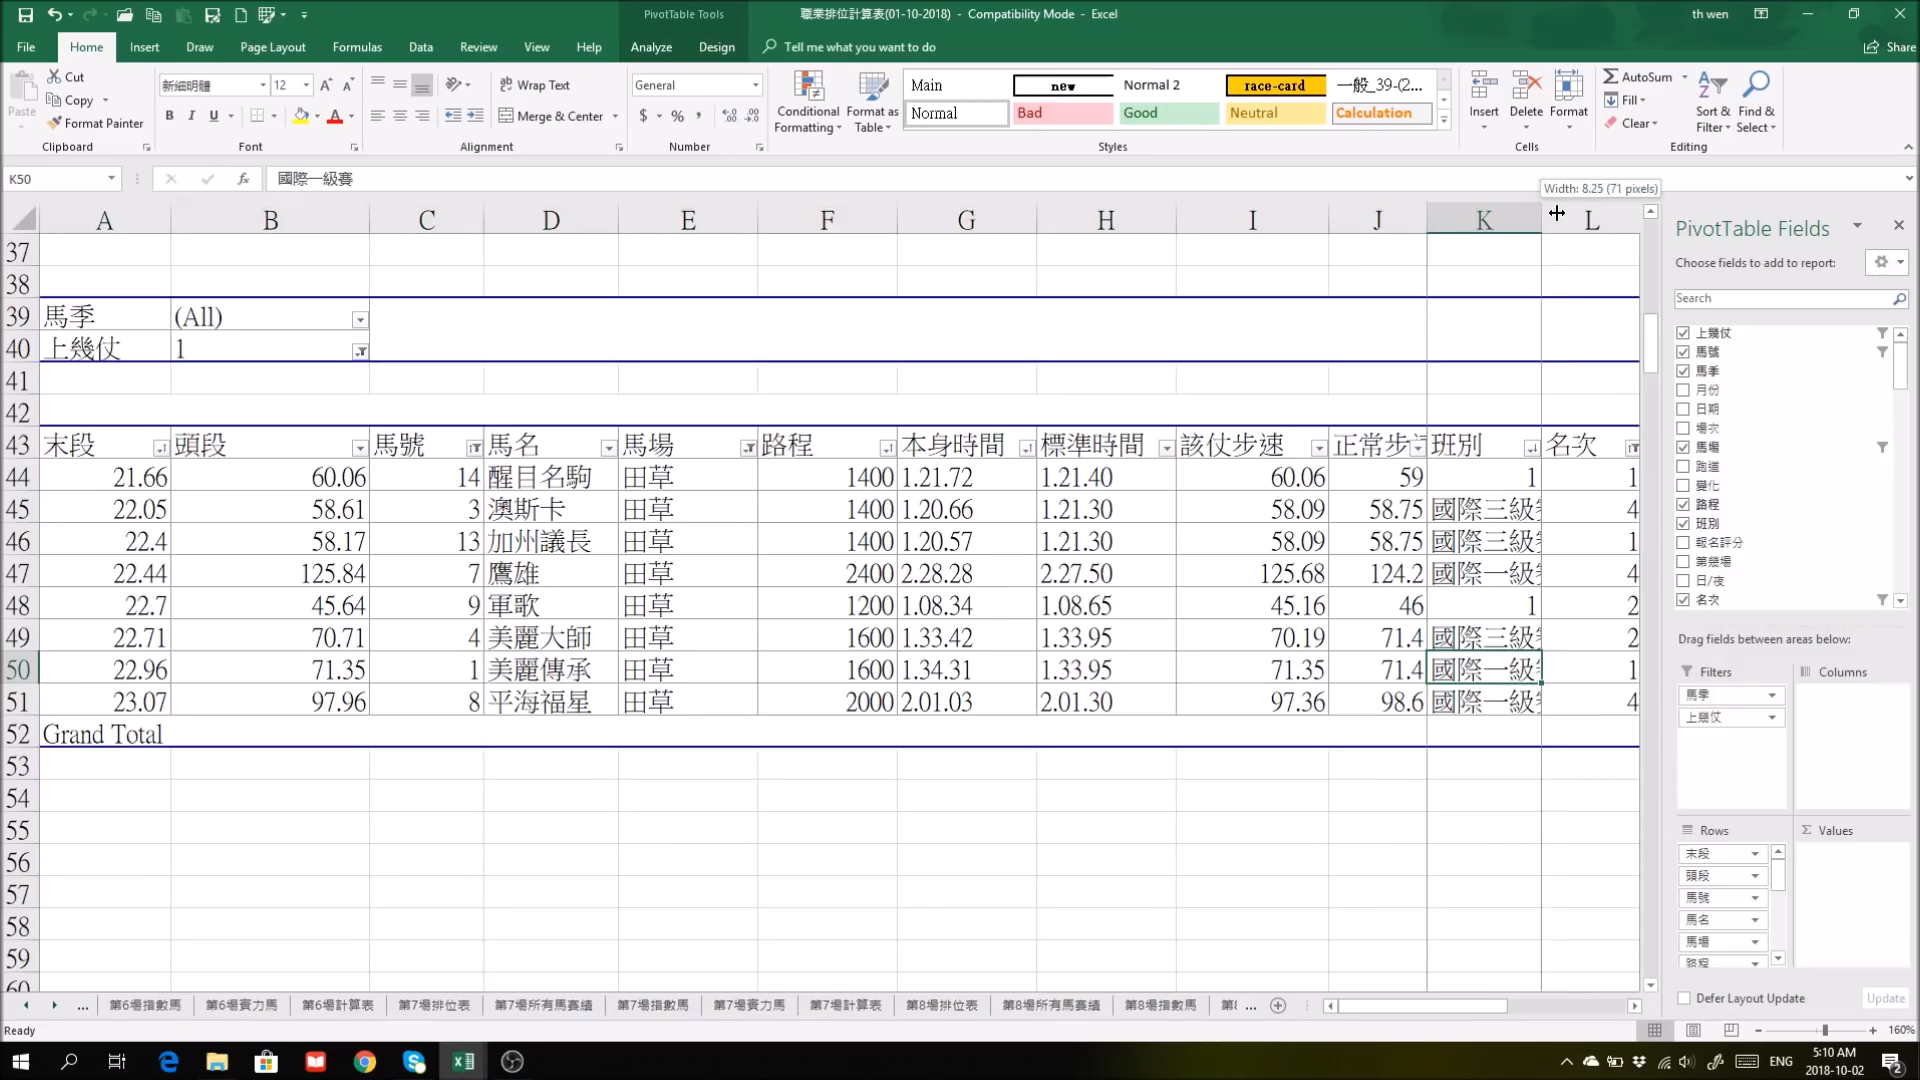 PivotTable Tools
職業排位計算表(01-10-2018) - Compatibility Mode - Excel
th wen
File Home Insert Draw Page Layout Formulas Data Review View Help Analyze Design Tell me what you want to do Share
Paste
Cut
Copy
Format Painter
新細明體 12
B I U
Wrap Text
Merge & Center
General
$ % ,
Conditional Formatting
Format as Table
Main new Normal 2 race-card 一般_39-(2...
Normal Bad Good Neutral Calculation
Insert Delete Format
AutoSum
Fill
Clear
Sort & Filter
Find & Select
Clipboard Font Alignment Number Styles Cells Editing
K50 fx 國際一級賽
Width: 8.25 (71 pixels)
A B C D E F G H I J K L
37
38
39 馬季 (All)
40 上幾仗 1
41
42
43 末段 頭段 馬號 馬名 馬場 路程 本身時間 標準時間 該仗步速 正常步 班別 名次
44 21.66 60.06 14 醒目名駒 田草 1400 1.21.72 1.21.40 60.06 59 1 1
45 22.05 58.61 3 澳斯卡 田草 1400 1.20.66 1.21.30 58.09 58.75 國際三級 4
46 22.4 58.17 13 加州議長 田草 1400 1.20.57 1.21.30 58.09 58.75 國際三級 1
47 22.44 125.84 7 鷹雄 田草 2400 2.28.28 2.27.50 125.68 124.2 國際一級 4
48 22.7 45.64 9 軍歌 田草 1200 1.08.34 1.08.65 45.16 46 1 2
49 22.71 70.71 4 美麗大師 田草 1600 1.33.42 1.33.95 70.19 71.4 國際三級 2
50 22.96 71.35 1 美麗傳承 田草 1600 1.34.31 1.33.95 71.35 71.4 國際一級 1
51 23.07 97.96 8 平海福星 田草 2000 2.01.03 2.01.30 97.36 98.6 國際一級 4
52 Grand Total
53
54
55
56
57
58
59
60
PivotTable Fields
Choose fields to add to report:
Search
上幾仗
馬號
馬季
月份
日期
場次
馬場
跑道
變化
路程
班別
報名評分
第幾場
日/夜
名次
Drag fields between areas below:
Filters Columns
馬季
上幾仗
Rows Σ Values
末段
頭段
馬號
馬名
馬場
路程
Defer Layout Update Update
... 第6場指數馬 第6場實力馬 第6場計算表 第7場排位表 第7場所有馬賽績 第7場指數馬 第7場實力馬 第7場計算表 第8場排位表 第8場所有馬賽績 第8場指數馬 ...
Ready
160%
ENG
5:10 AM
2018-10-02
2